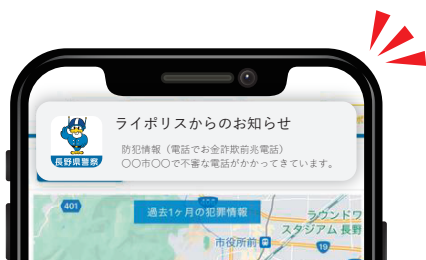 ライポリスからのお知らせ
防犯情報（電話でお金詐欺前兆電話）
〇〇市〇〇で不審な電話がかかってきています。
長野県警察
401
過去1ヶ月の犯罪情報
ラウンドワ
スタジアム 長野
市役所前
19